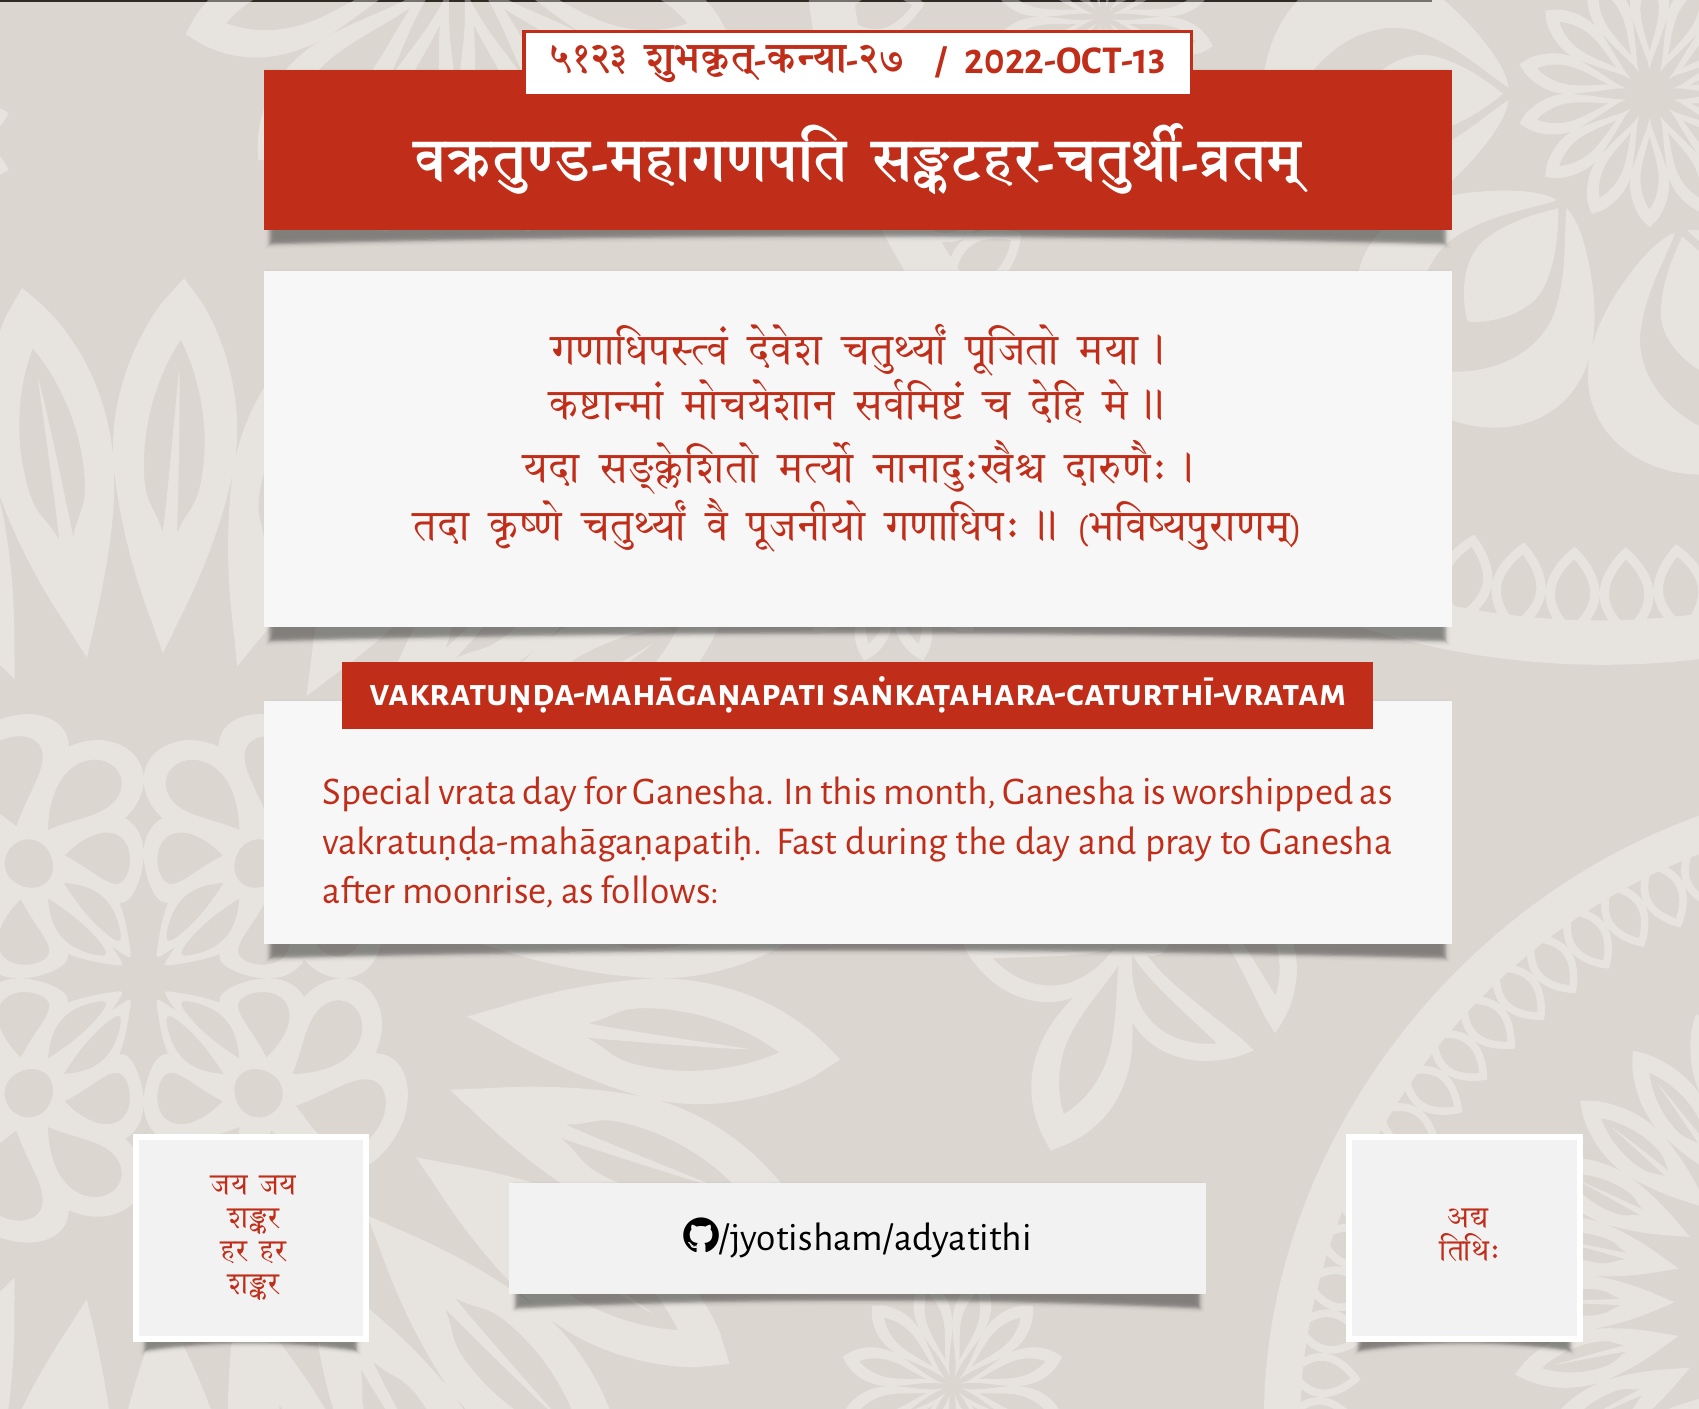 ५१२३ शुभकृत्-कन्या-२७ / 2022-OCT-13
वक्रतुण्ड-महागणपति सङ्कटहर-चतुर्थी-व्रतम्
गणाधिपस्त्वं देवेश चतुर्थ्यां पूजितो मया।
कष्टान्मां मोचयेशान सर्वमिष्टं च देहि मे॥
यदा सङ्क्लेशितो मर्त्यो नानादुःखैश्च दारुणैः।
तदा कृष्णे चतुर्थ्यां वै पूजनीयो गणाधिपः॥ (भविष्यपुराणम्)
VAKRATUṆḌA-MAHĀGAṆAPATI SAṄKAṬAHARA-CATURTHĪ-VRATAM
Special vrata day for Ganesha. In this month, Ganesha is worshipped as
vakratuṇḍa-mahāgaṇapatiḥ. Fast during the day and pray to Ganesha
after moonrise, as follows:
जय जय
शङ्कर
हर हर
शङ्कर
/jyotisham/adyatithi
अद्य
तिथिः